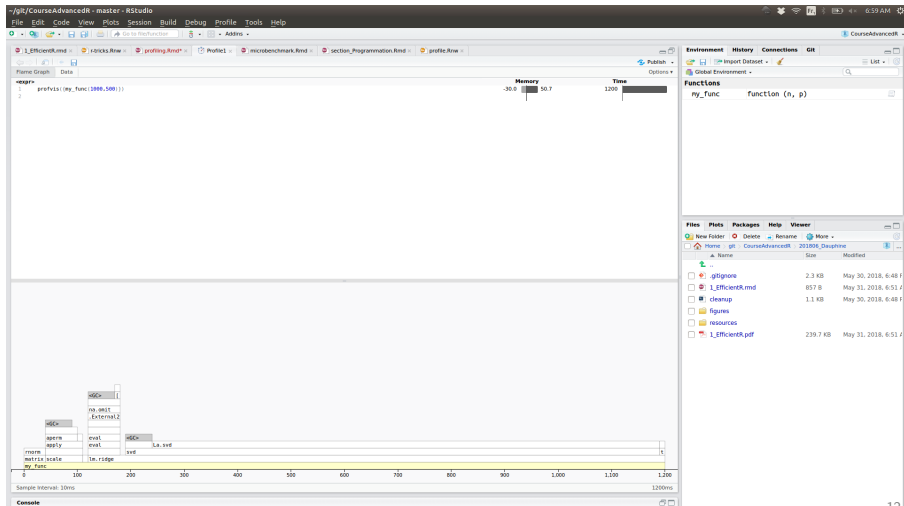 ~/git/CourseAdvancedR - master - RStudio
6:59 AM
File Edit Code View Plots Session Build Debug Profile Tools Help
Go to file/function Addins
CourseAdvancedR
1_EfficientR.rmd r-tricks.Rnw profiling.Rmd* Profile1 microbenchmark.Rmd section_Programmation.Rmd profile.Rnw
Publish
Flame Graph Data Options
<expr> Memory Time
1 profvis((my_func(1000,500))) -30.0 50.7 1200
2
<GC> [
na.omit
.External2
<GC>
aperm eval <GC>
apply eval La.svd
rnorm svd t
matrix scale lm.ridge
my_func
0 100 200 300 400 500 600 700 800 900 1,000 1,100 1,200
Sample Interval: 10ms 1200ms
Console
Environment History Connections Git
Import Dataset List
Global Environment
Functions
my_func function (n, p)
Files Plots Packages Help Viewer
New Folder Delete Rename More
Home git CourseAdvancedR 201806_Dauphine
Name Size Modified
..
.gitignore 2.3 KB May 30, 2018, 6:48 
1_EfficientR.rmd 857 B May 31, 2018, 6:51 
cleanup 1.1 KB May 30, 2018, 6:48 
figures
resources
1_EfficientR.pdf 239.7 KB May 31, 2018, 6:51